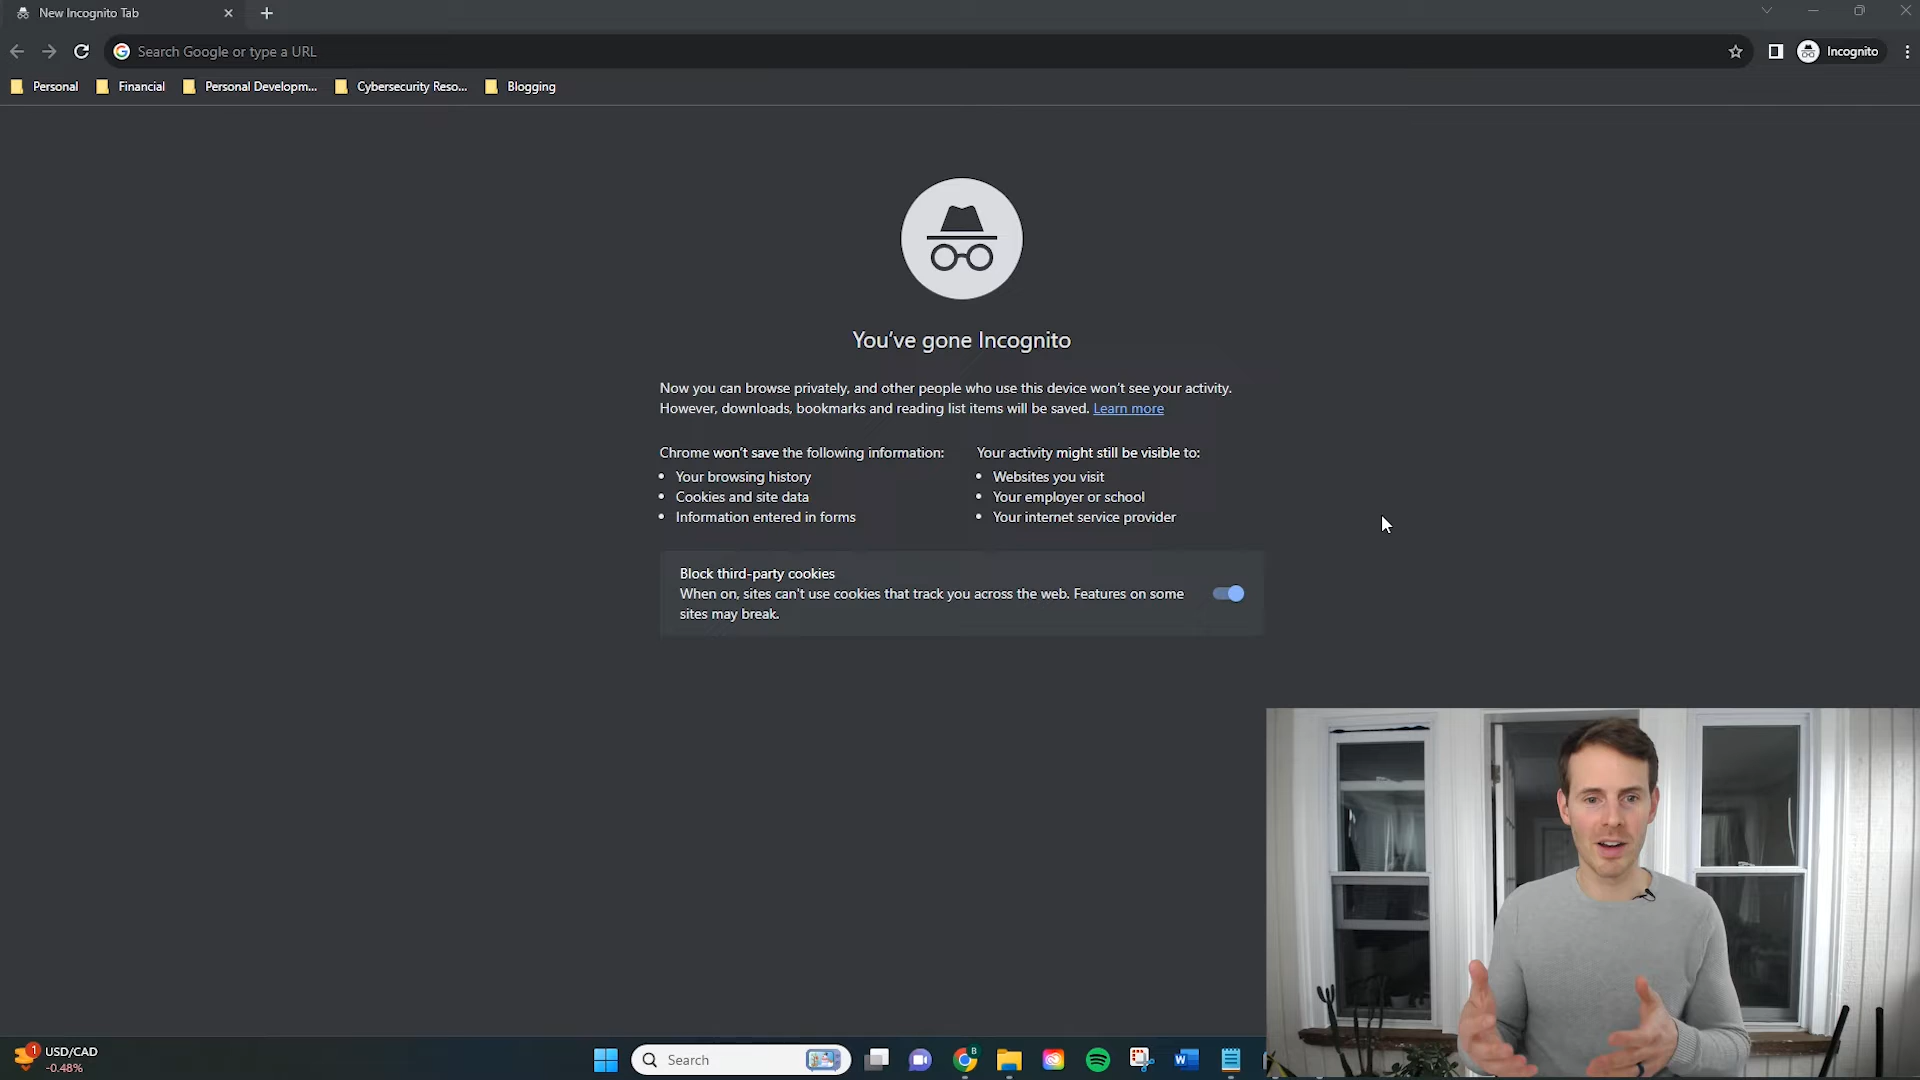 New Incognito Tab
Search Google or type a URL
Incognito
Personal
Financial
Personal Developm...
Cybersecurity Reso...
Blogging
You've gone Incognito
Now you can browse privately, and other people who use this device won't see your activity.
However, downloads, bookmarks and reading list items will be saved. Learn more
Chrome won't save the following information:
Your browsing history
Cookies and site data
Information entered in forms
Your activity might still be visible to:
Websites you visit
Your employer or school
Your internet service provider
Block third-party cookies
When on, sites can't use cookies that track you across the web. Features on some
sites may break.
1
USD/CAD
-0.48%
Search
B
W